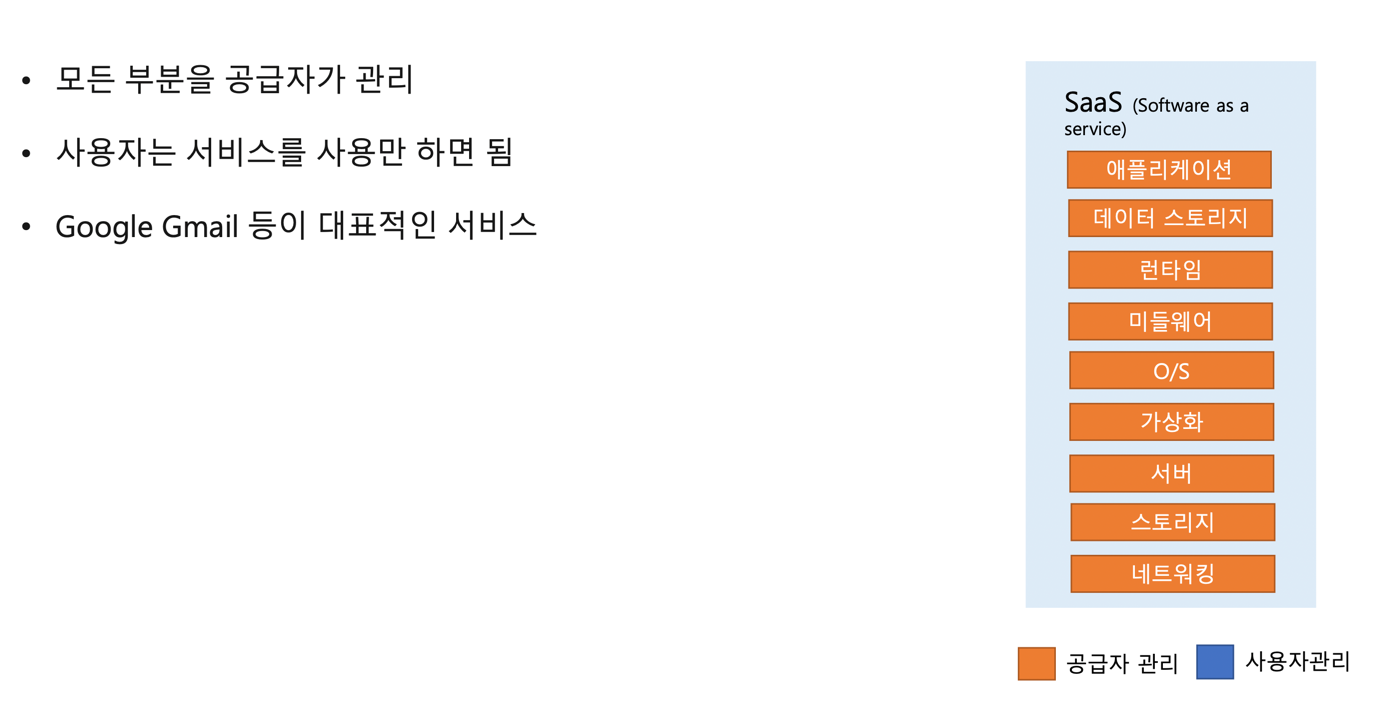 • 모든 부분을 공급자가 관리
• 사용자는 서비스를 사용만 하면 됨
• Google Gmail 등이 대표적인 서비스
SaaS (Software as a
service)
애플리케이션
데이터 스토리지
런타임
미들웨어
O/S
가상화
서버
스토리지
네트워킹
공급자 관리
사용자관리